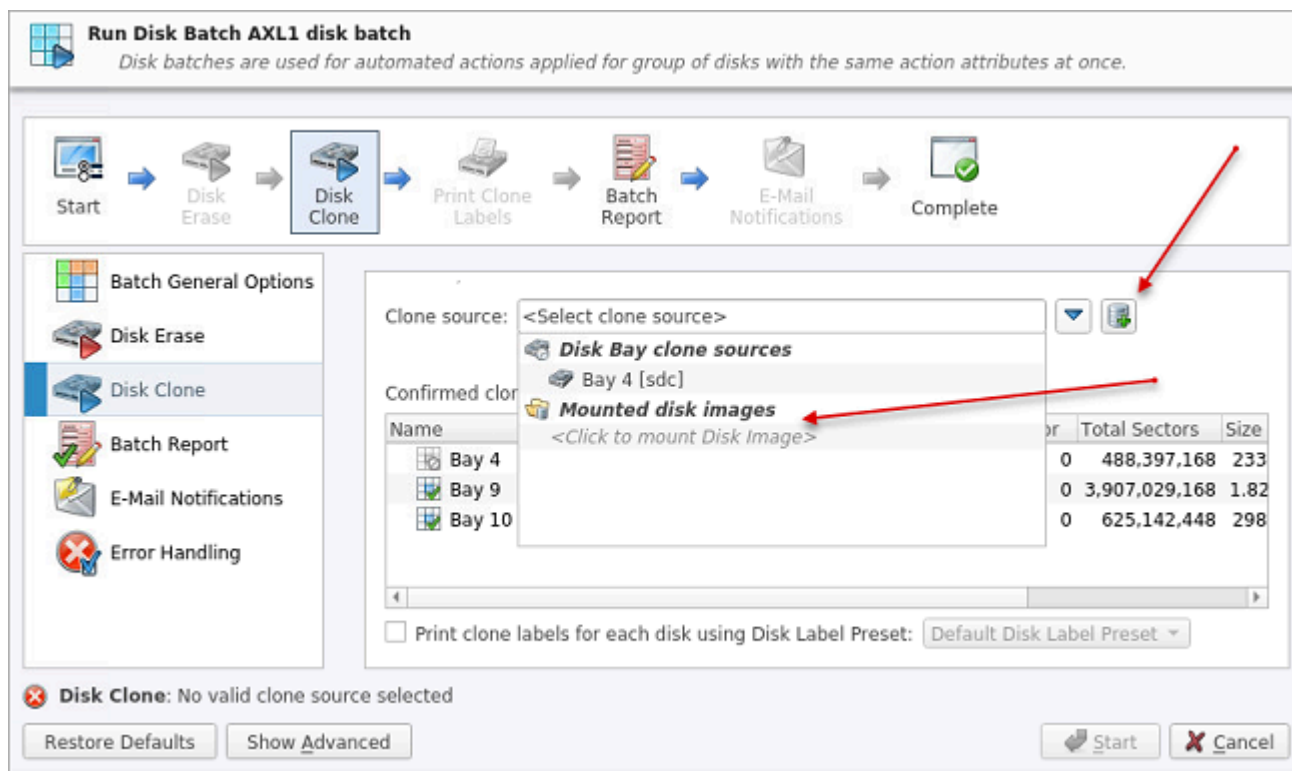 Run Disk Batch AXL1 disk batch
Disk batches are used for automated actions applied for group of disks with the same action attributes at once.
Start
Disk Erase
Disk Clone
Print Clone Labels
Batch Report
E-Mail Notifications
Complete
Batch General Options
Disk Erase
Disk Clone
Batch Report
E-Mail Notifications
Error Handling
Clone source: <Select clone source>
Disk Bay clone sources
Bay 4 [sdc]
Mounted disk images
<Click to mount Disk Image>
Confirmed clon
Name or Total Sectors Size
Bay 4 0 488,397,168 233
Bay 9 0 3,907,029,168 1.82
Bay 10 0 625,142,448 298
Print clone labels for each disk using Disk Label Preset: Default Disk Label Preset
Disk Clone: No valid clone source selected
Restore Defaults Show Advanced Start Cancel